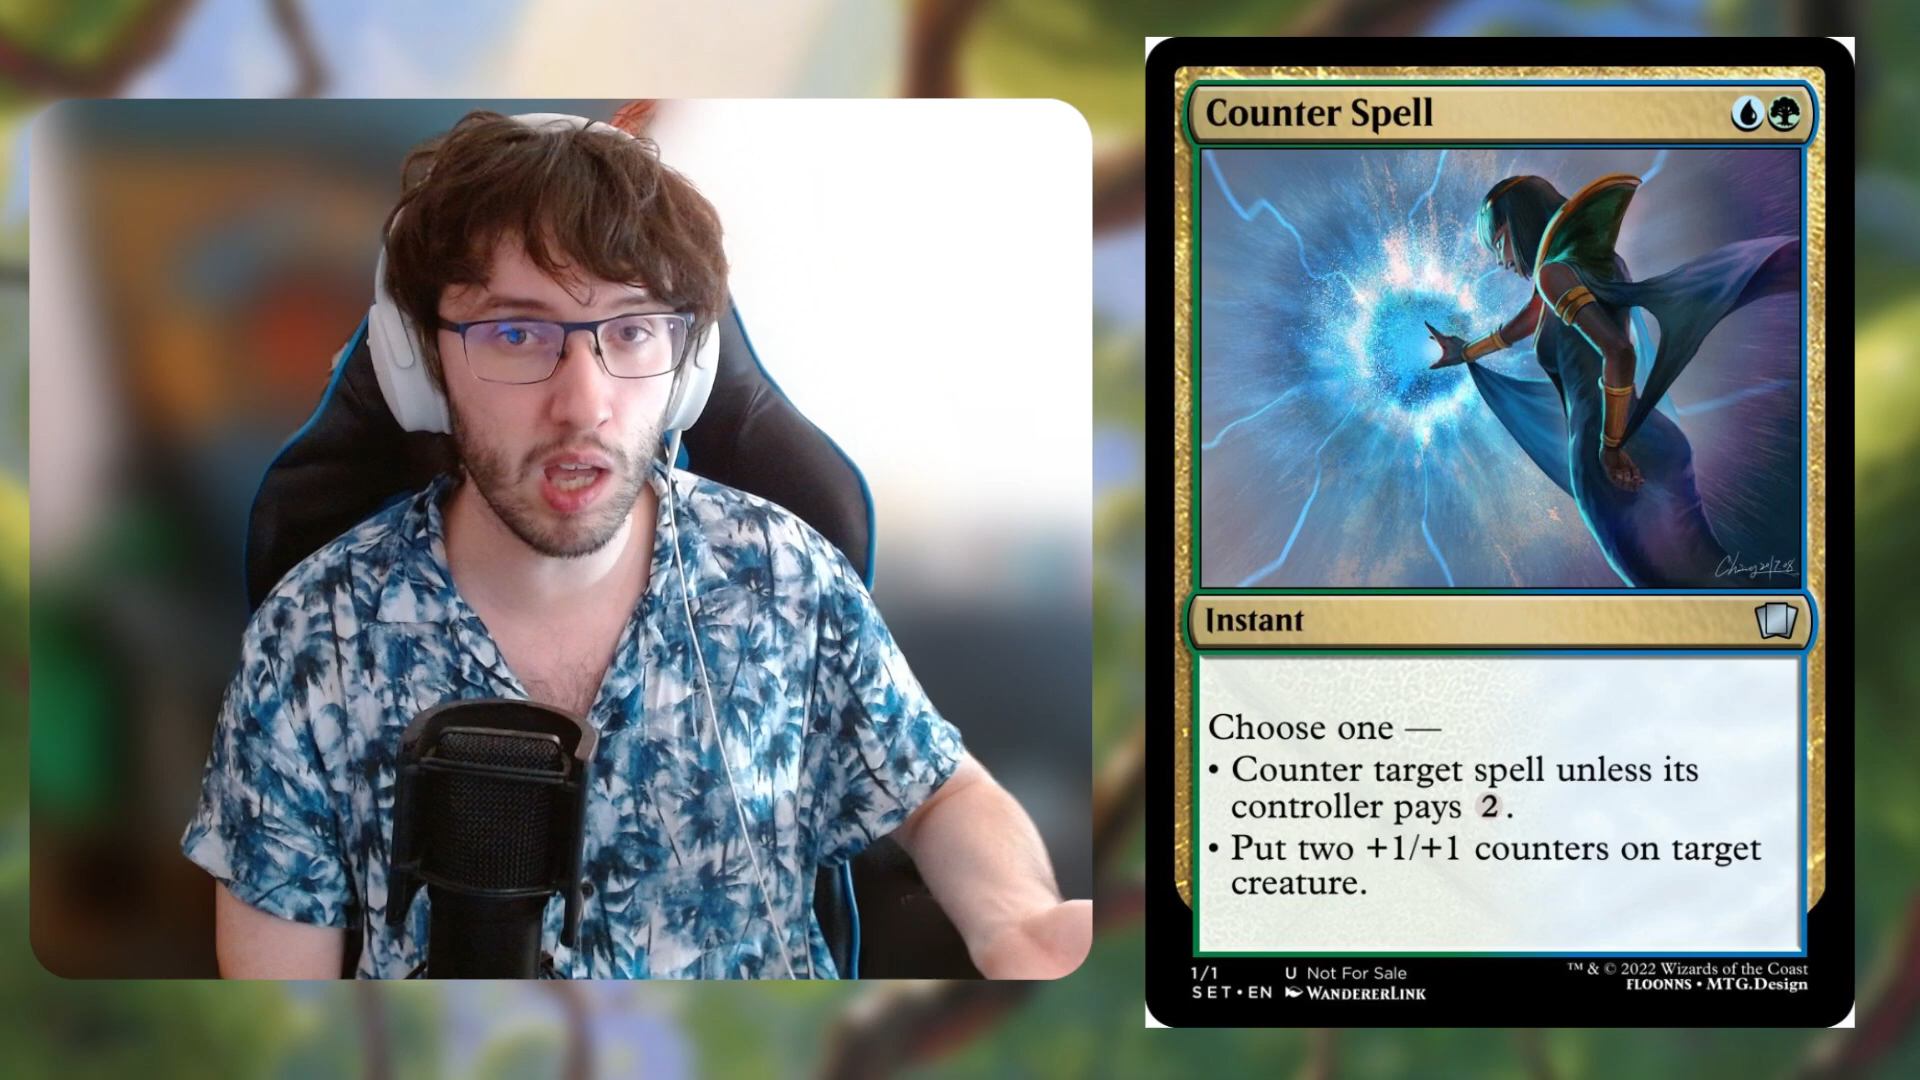 Counter Spell
Instant
Choose one —
• Counter target spell unless its
controller pays 2.
• Put two +1/+1 counters on target
creature.
1/1 U Not For Sale ™ & © 2022 Wizards of the Coast
SET • EN WANDERERLINK FLOONNS • MTG.Design